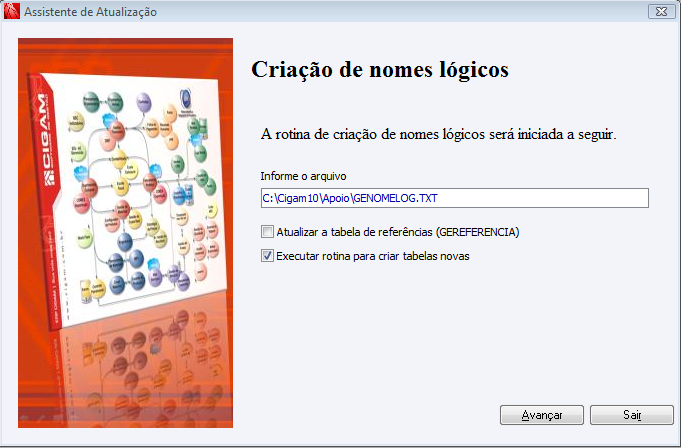 Assistente de Atualização
CIGAM
Criação de nomes lógicos
A rotina de criação de nomes lógicos será iniciada a seguir.
Informe o arquivo
C:\Cigam10\Apoio\GENOMELOG.TXT
Atualizar a tabela de referências (GEREFERENCIA)
Executar rotina para criar tabelas novas
Avançar
Sair